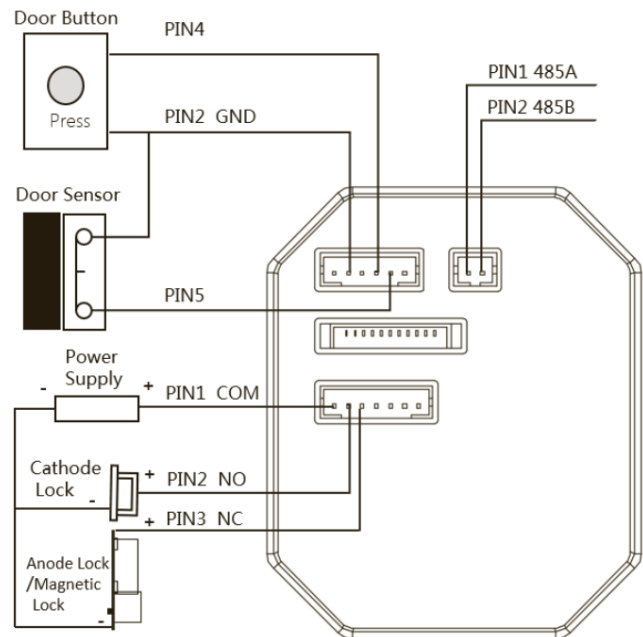 Door Button
PIN4
Press
PIN2 GND
PIN1 485A
PIN2 485B
Door Sensor
PIN5
Power
Supply
- +
PIN1 COM
Cathode
Lock
+
-
PIN2 NO
+
PIN3 NC
Anode Lock
/Magnetic
Lock
-